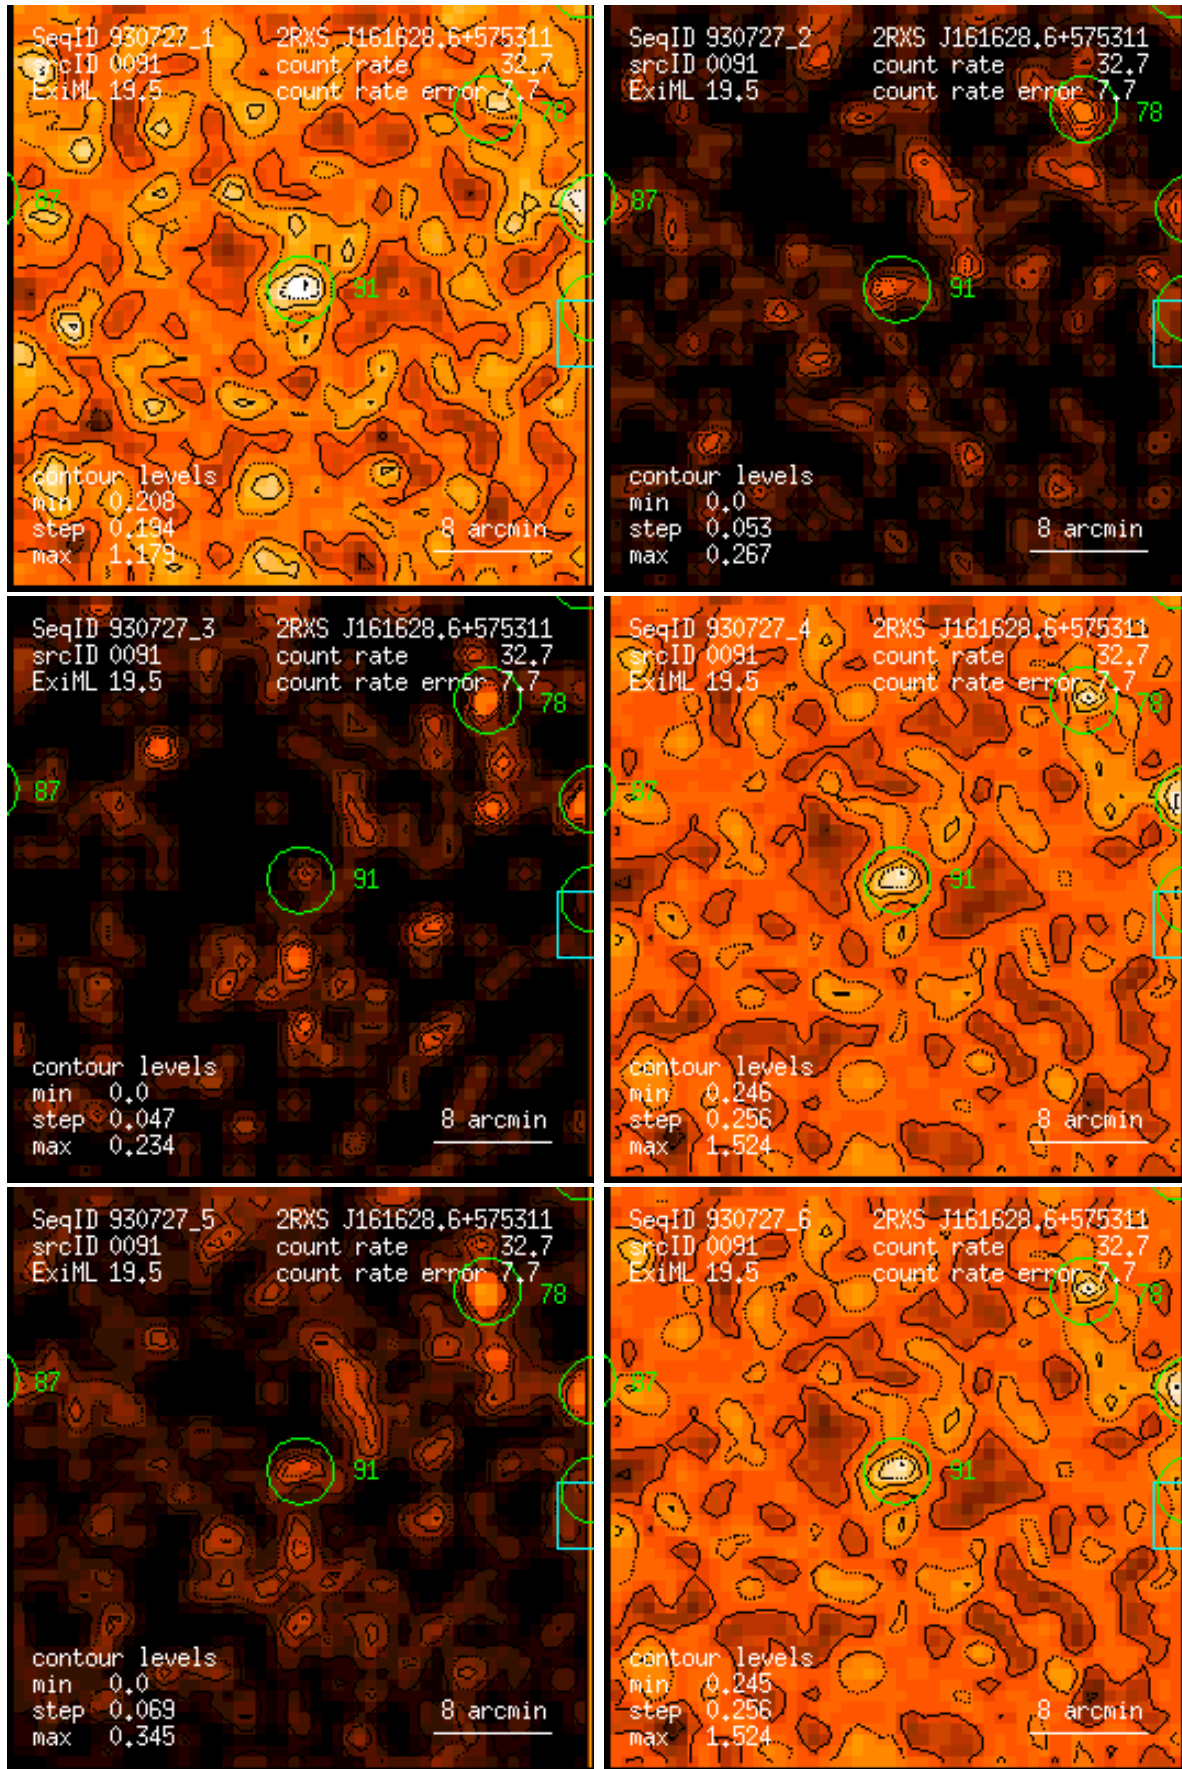 SeqID 930727_1 2RXS J161628.6+575311
srcID 0091 count rate 32.7
ExiML 19.5 count rate error 7.7
78
87
91
contour levels
min 0.208
step 0.194 8 arcmin
max 1.179
SeqID 930727_2 2RXS J161628.6+575311
srcID 0091 count rate 32.7
ExiML 19.5 count rate error 7.7
78
87
91
contour levels
min 0.0
step 0.053 8 arcmin
max 0.267
SeqID 930727_3 2RXS J161628.6+575311
srcID 0091 count rate 32.7
ExiML 19.5 count rate error 7.7
78
87
91
contour levels
min 0.0
step 0.047 8 arcmin
max 0.234
SeqID 930727_4 2RXS J161628.6+575311
srcID 0091 count rate 32.7
ExiML 19.5 count rate error 7.7
78
87
91
contour levels
min 0.246
step 0.256 8 arcmin
max 1.524
SeqID 930727_5 2RXS J161628.6+575311
srcID 0091 count rate 32.7
ExiML 19.5 count rate error 7.7
78
87
91
contour levels
min 0.0
step 0.069 8 arcmin
max 0.345
SeqID 930727_6 2RXS J161628.6+575311
srcID 0091 count rate 32.7
ExiML 19.5 count rate error 7.7
78
87
91
contour levels
min 0.245
step 0.256 8 arcmin
max 1.524